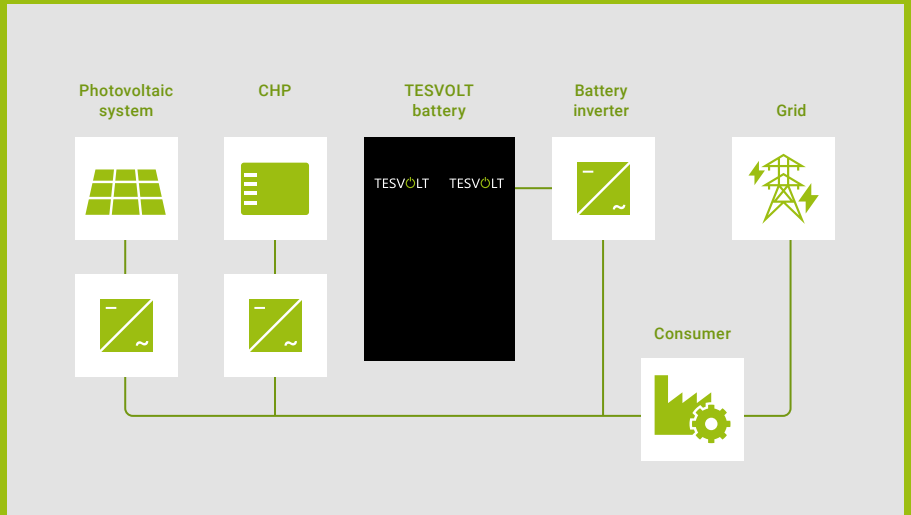 Photovoltaic
system
CHP
TESVOLT
battery
Battery
inverter
Grid
TESVOLT TESVOLT
Consumer